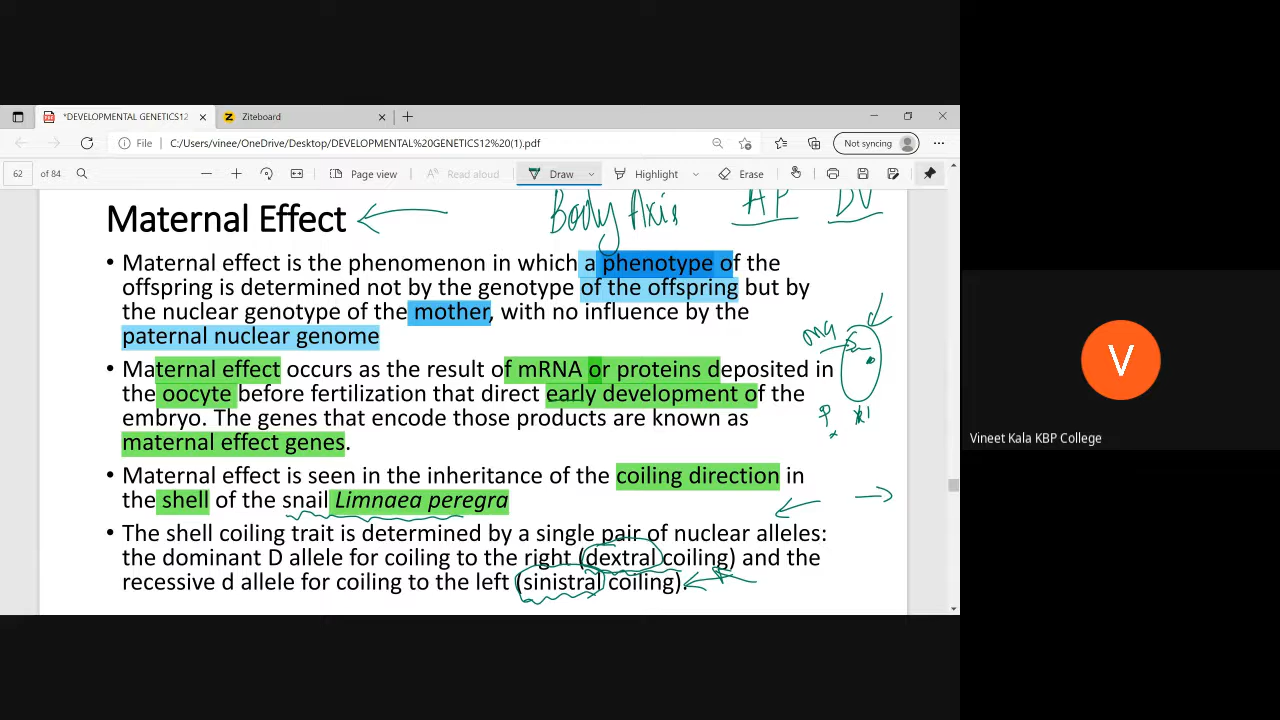 *DEVELOPMENTAL GENETICS12
Ziteboard
File
C:/Users/vinee/OneDrive/Desktop/DEVELOPMENTAL%20GENETICS12%20(1).pdf
Not syncing
62 of 84
Page view
Read aloud
Draw
Highlight
Erase
Maternal Effect
Body Axis AP DV
• Maternal effect is the phenomenon in which a phenotype of the
offspring is determined not by the genotype of the offspring but by
the nuclear genotype of the mother, with no influence by the
paternal nuclear genome
• Maternal effect occurs as the result of mRNA or proteins deposited in
the oocyte before fertilization that direct early development of the
embryo. The genes that encode those products are known as
maternal effect genes.
• Maternal effect is seen in the inheritance of the coiling direction in
the shell of the snail Limnaea peregra
• The shell coiling trait is determined by a single pair of nuclear alleles:
the dominant D allele for coiling to the right (dextral coiling) and the
recessive d allele for coiling to the left (sinistral coiling).
V
Vineet Kala KBP College